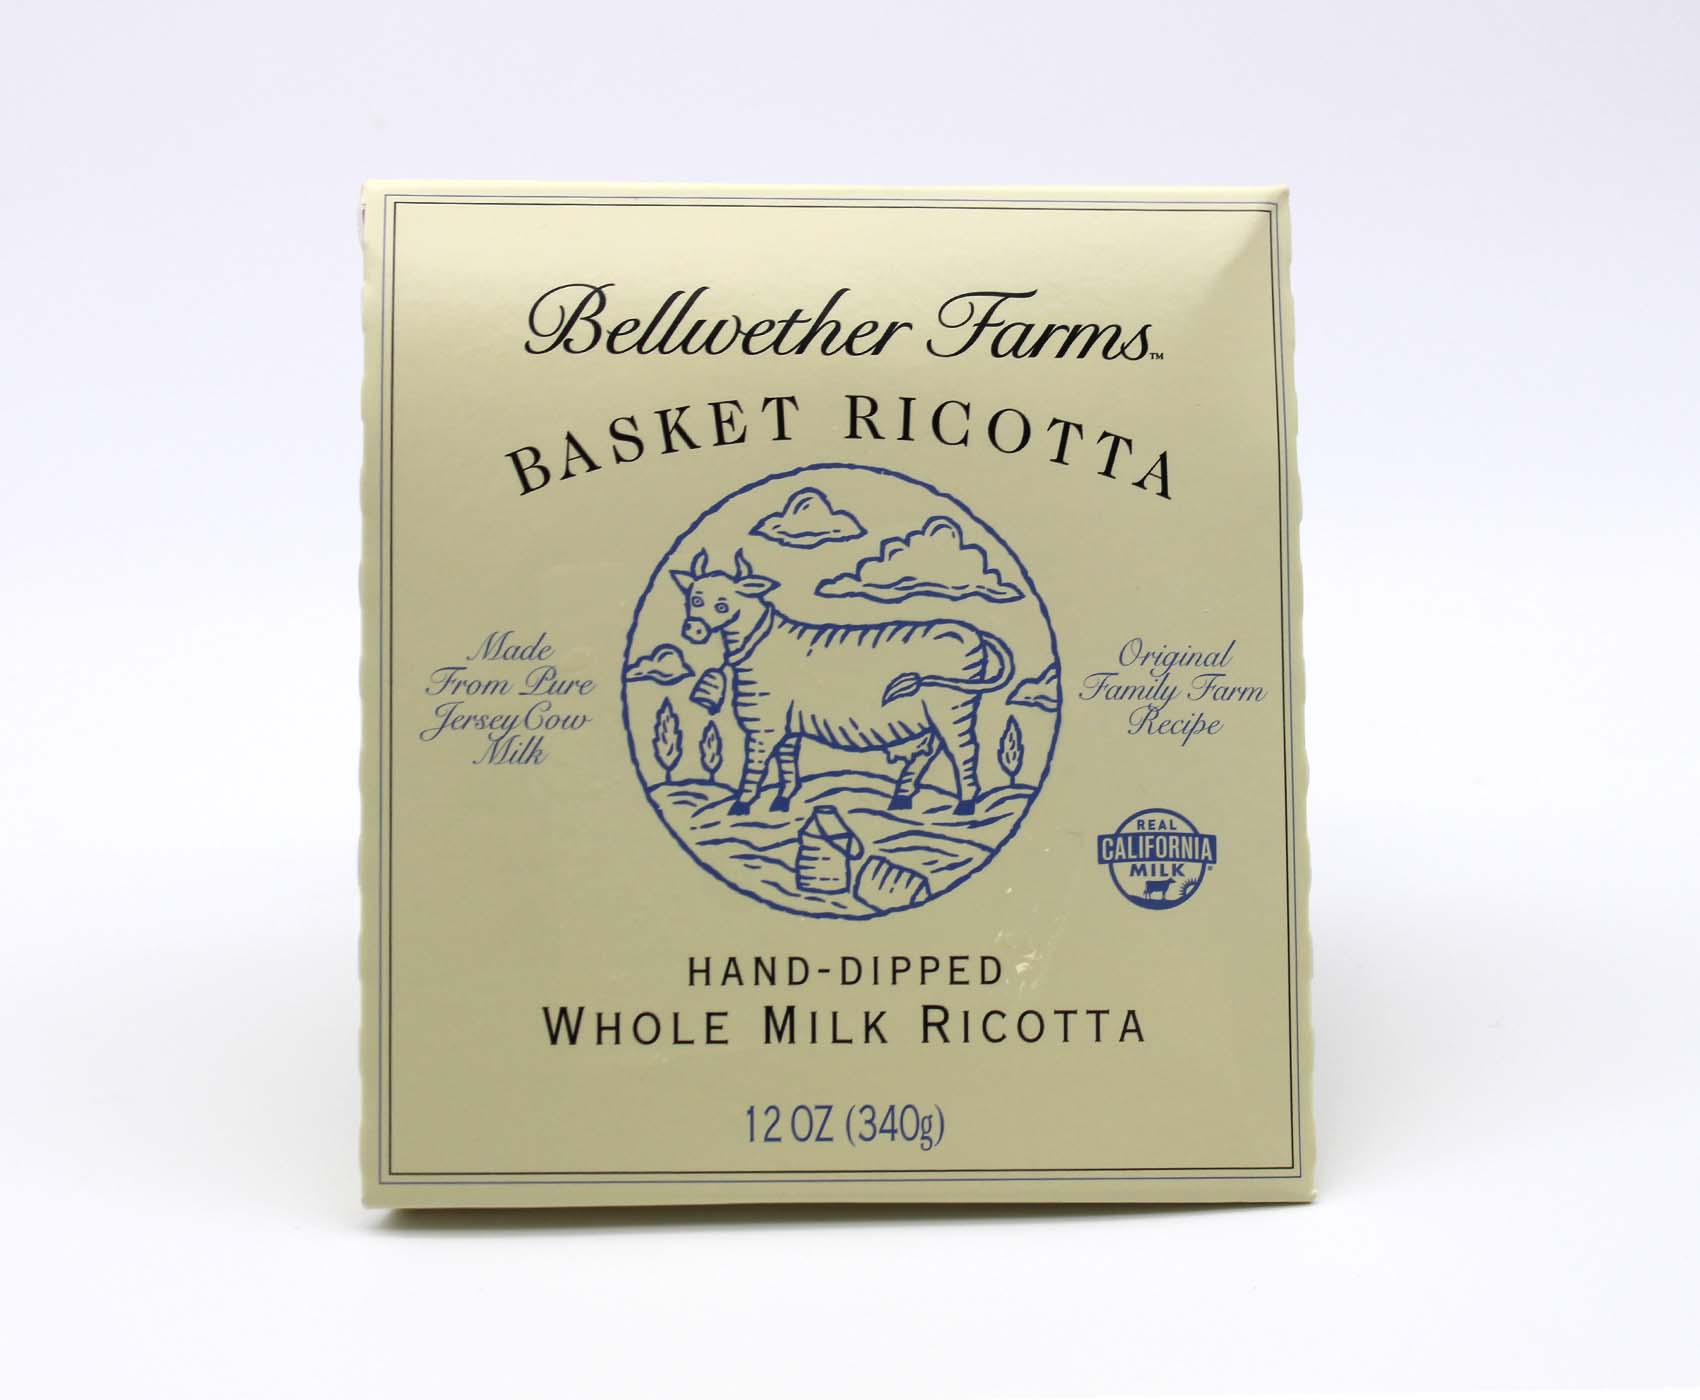 Bellwether Farms™
BASKET RICOTTA
Made
From Pure
Jersey Cow
Milk
Original
Family Farm
Recipe
REAL
CALIFORNIA
MILK®
HAND-DIPPED
WHOLE MILK RICOTTA
12 OZ (340g)